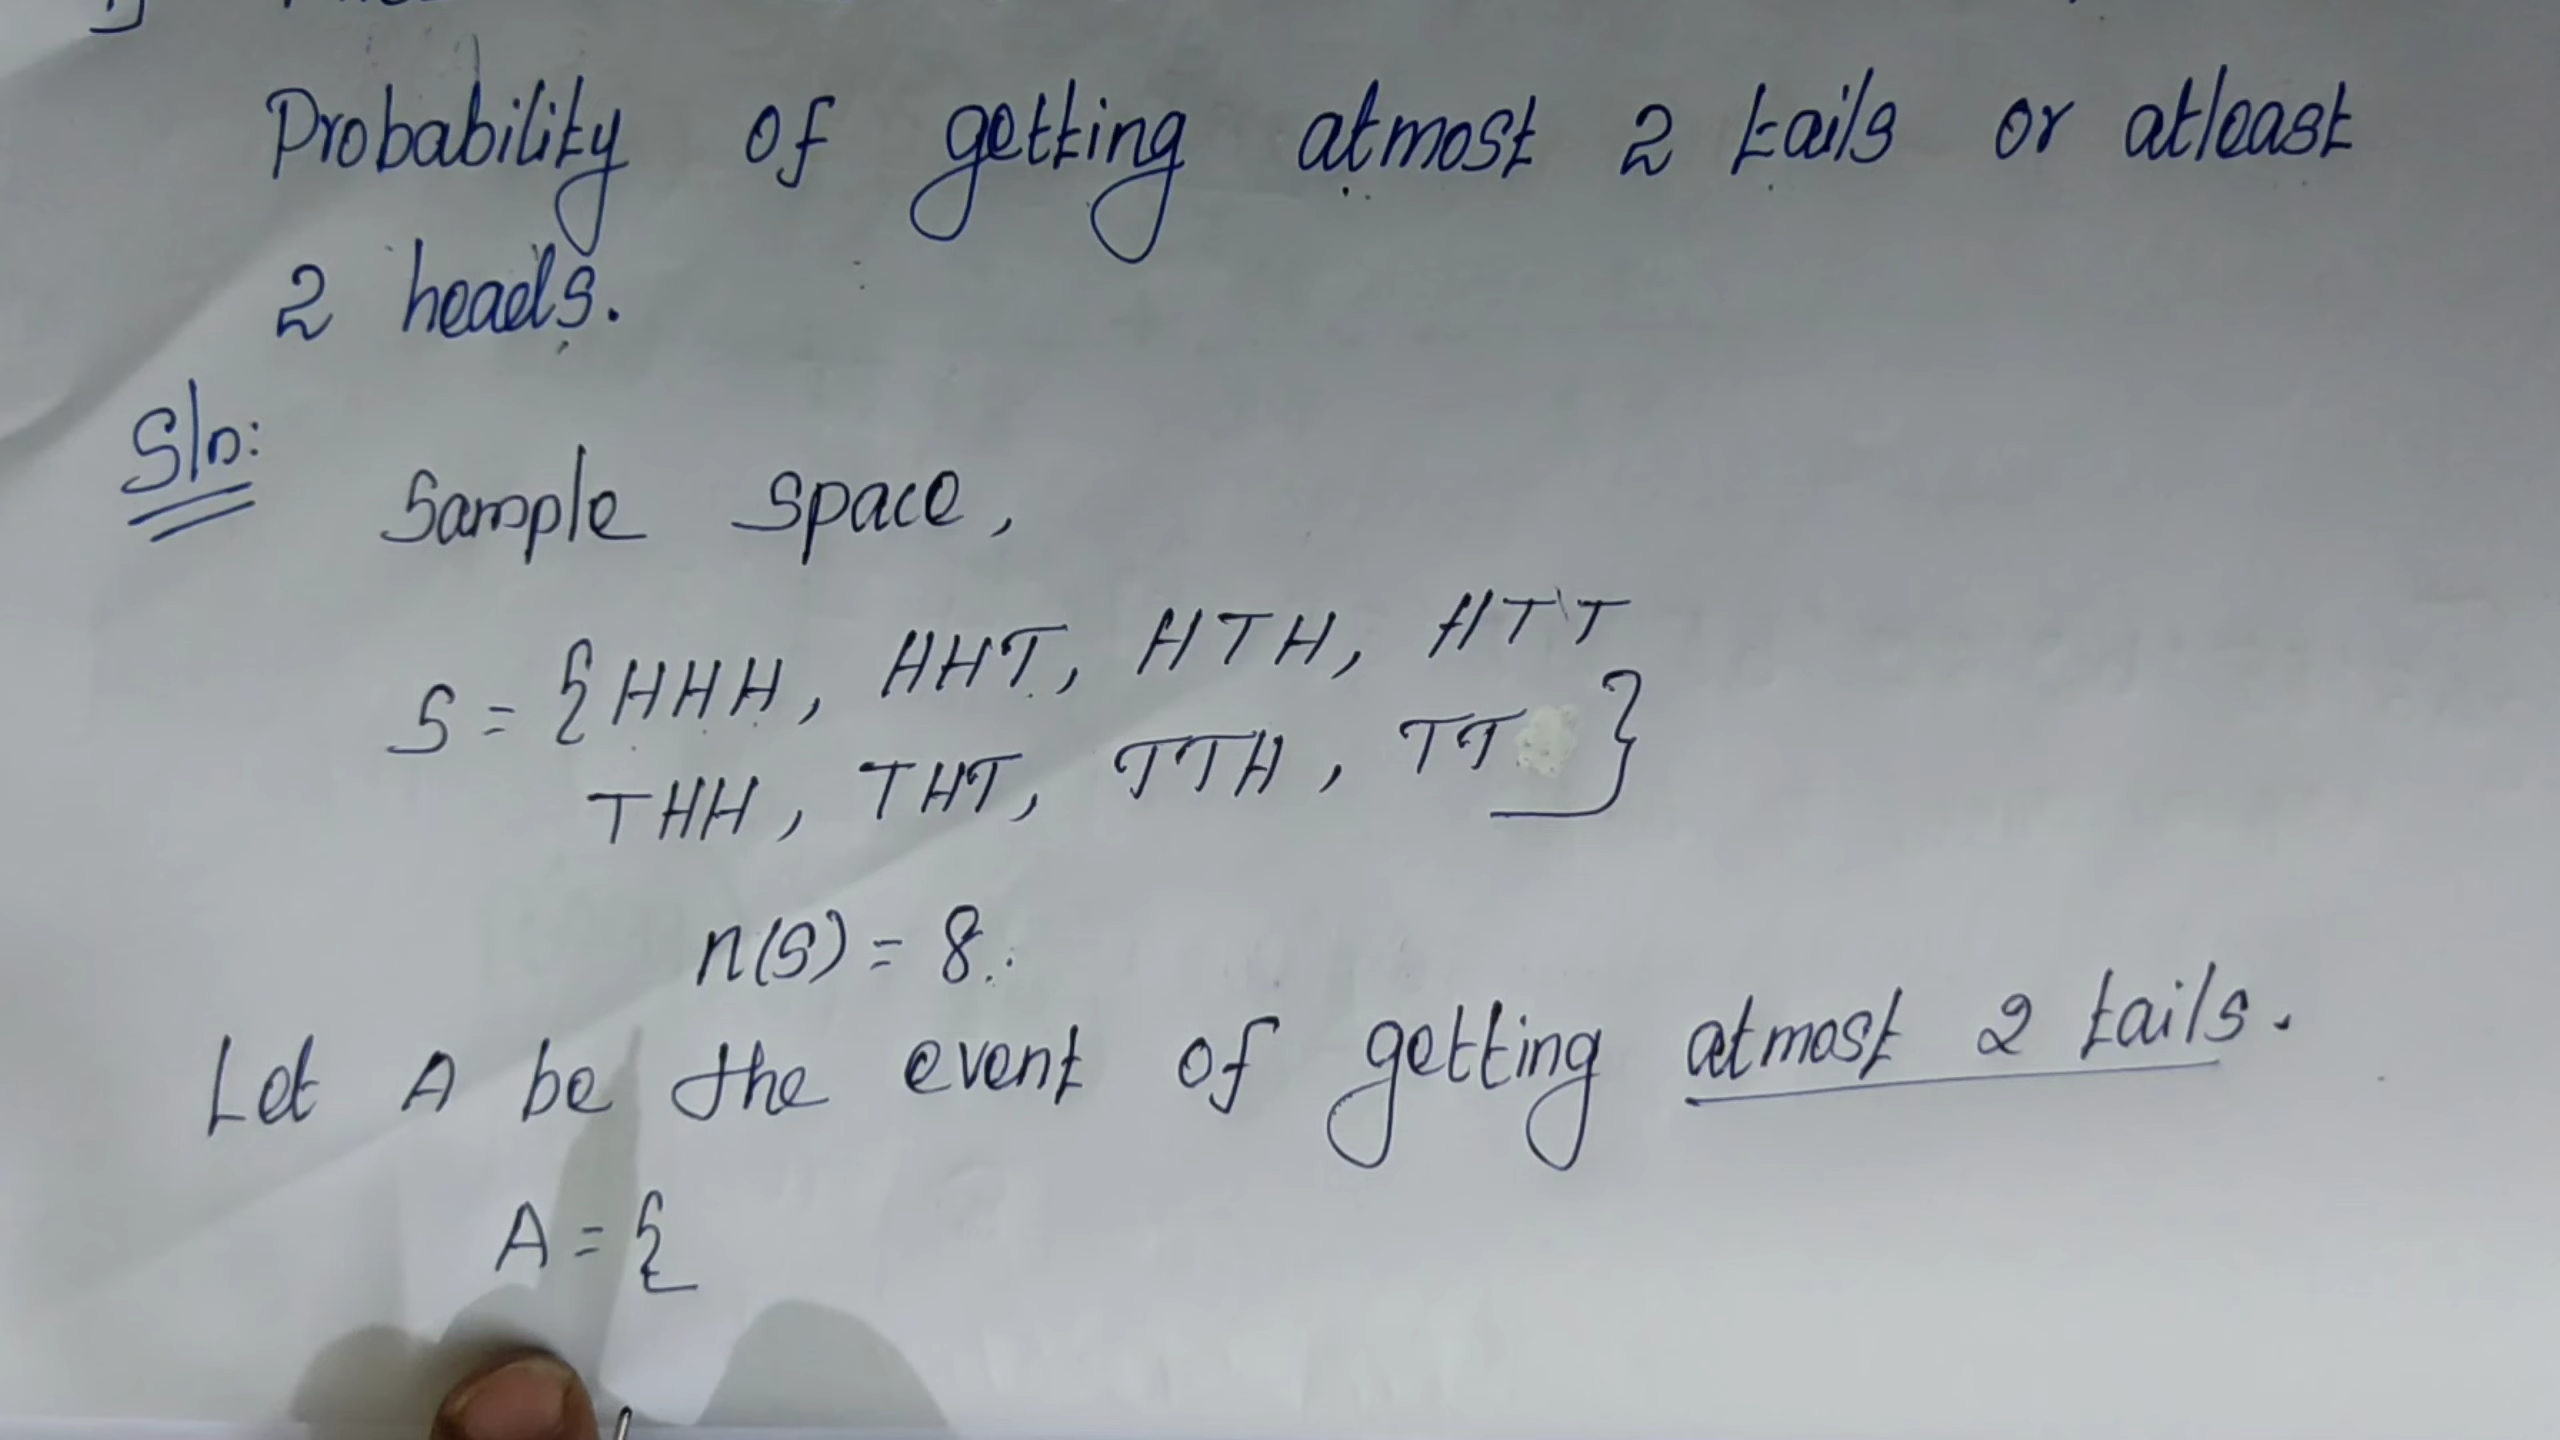 Probability of getting atmost 2 tails or atleast
2 heads.
Sln:
Sample space,
S = {HHH, HHT, HTH, HTT
THH, THT, TTH, TT }
n(S) = 8.
Let A be the event of getting atmost 2 tails.
A = {